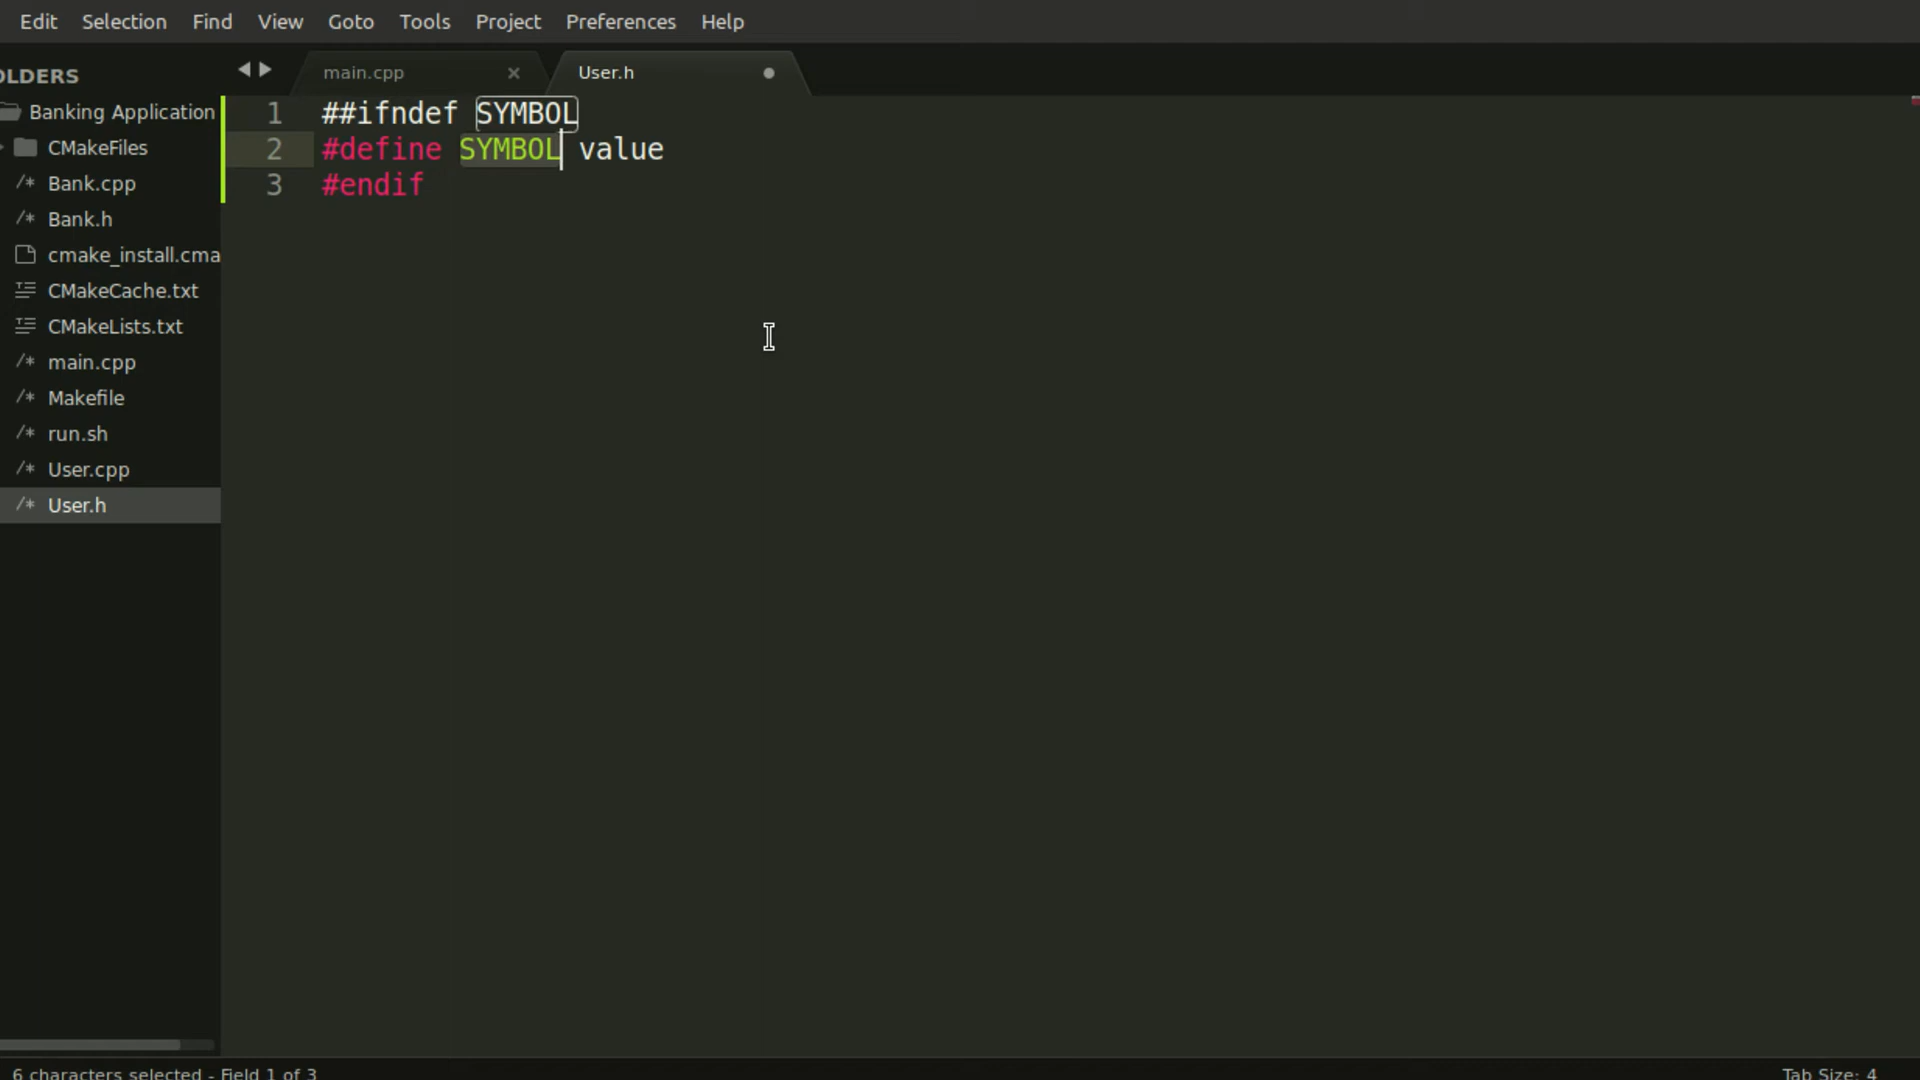 Edit Selection Find View Goto Tools Project Preferences Help
OLDERS
Banking Application
CMakeFiles
/* Bank.cpp
/* Bank.h
cmake_install.cma
CMakeCache.txt
CMakeLists.txt
/* main.cpp
/* Makefile
/* run.sh
/* User.cpp
/* User.h
main.cpp × User.h
1 ##ifndef SYMBOL
2 #define SYMBOL value
3 #endif
6 characters selected - Field 1 of 3
Tab Size: 4